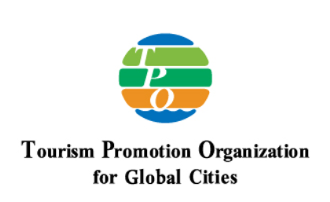 T
P
O
Tourism Promotion Organization
for Global Cities